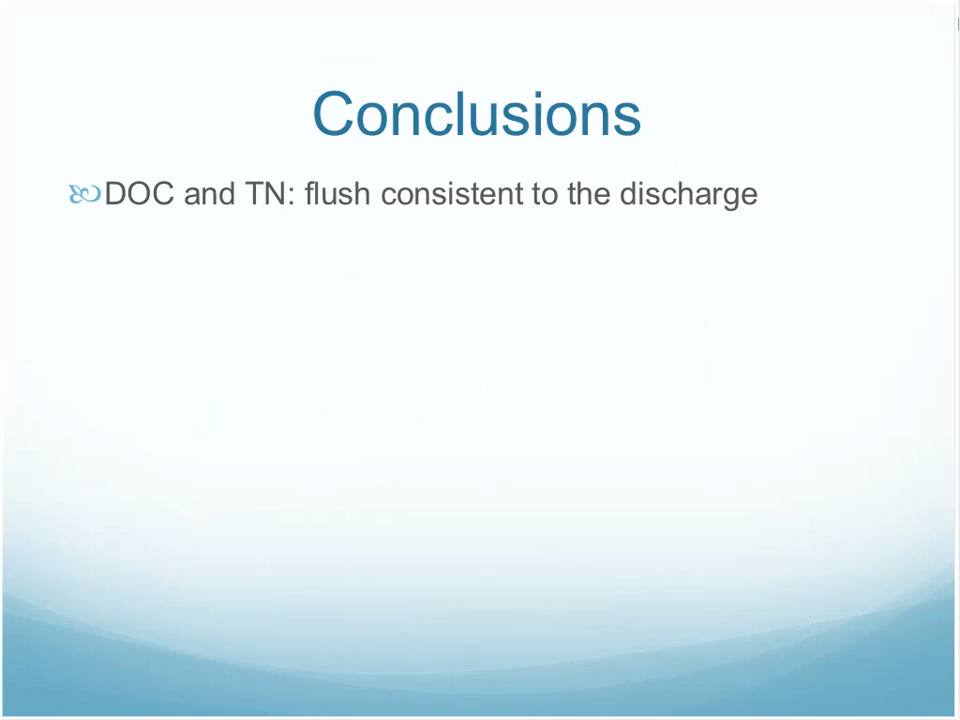 Conclusions
DOC and TN: flush consistent to the discharge